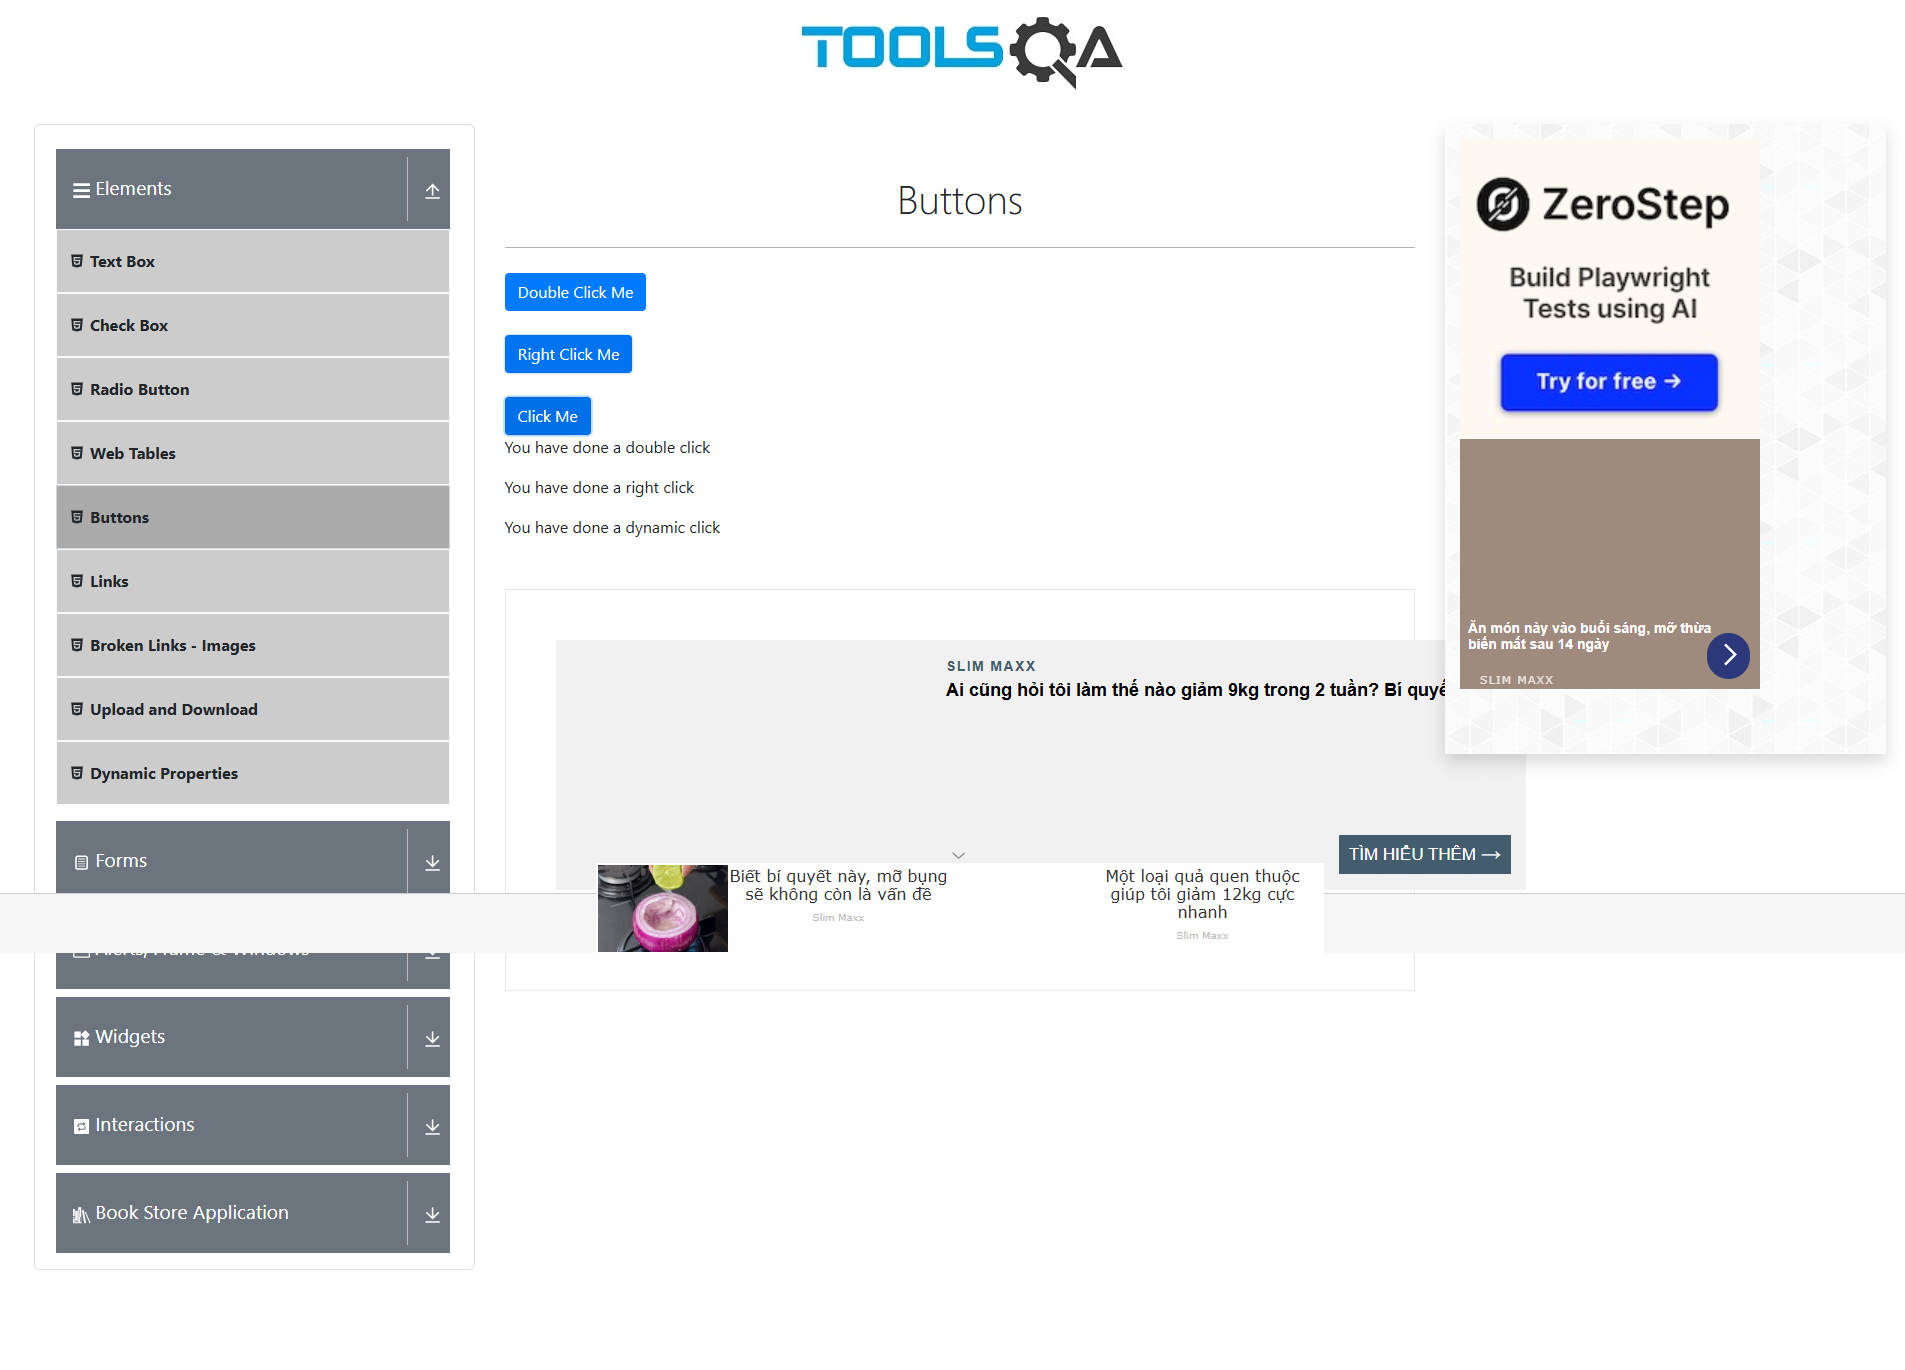 TOOLSQA
Elements
Text Box
Check Box
Radio Button
Web Tables
Buttons
Links
Broken Links - Images
Upload and Download
Dynamic Properties
Forms
Alerts, Frame & Windows
Widgets
Interactions
Book Store Application
Buttons
Double Click Me
Right Click Me
Click Me
You have done a double click
You have done a right click
You have done a dynamic click
SLIM MAXX
Ai cũng hỏi tôi làm thế nào giảm 9kg trong 2 tuần? Bí quyế
TÌM HIỂU THÊM →
Biết bí quyết này, mỡ bụng
sẽ không còn là vấn đề
Slim Maxx
Một loại quả quen thuộc
giúp tôi giảm 12kg cực
nhanh
Slim Maxx
ZeroStep
Build Playwright
Tests using AI
Try for free →
Ăn món này vào buổi sáng, mỡ thừa
biến mất sau 14 ngày
SLIM MAXX